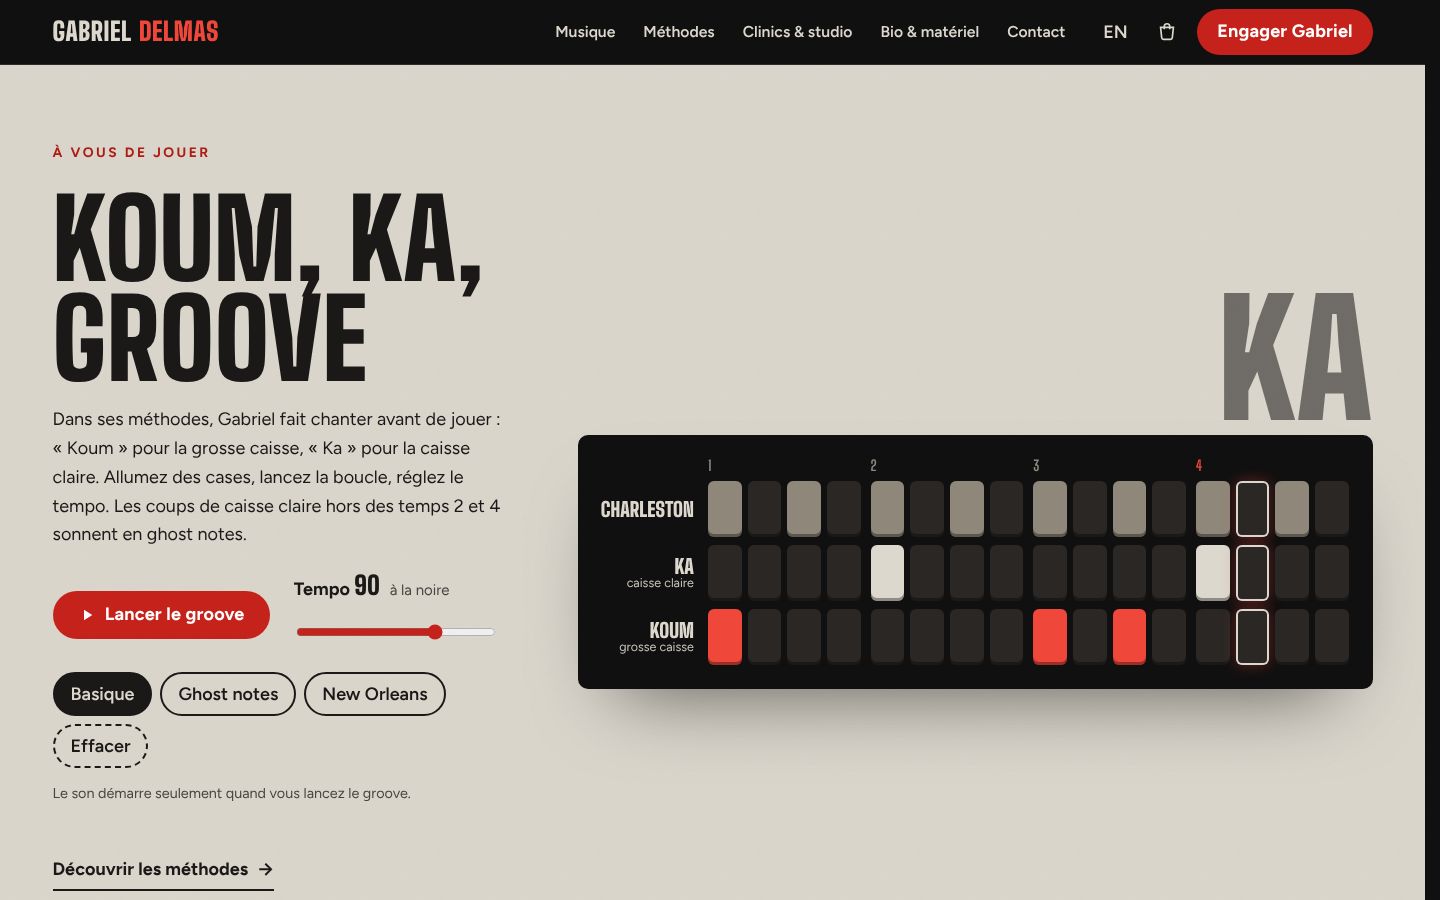 GABRIEL DELMAS
Musique
Méthodes
Clinics & studio
Bio & matériel
Contact
EN
Engager Gabriel
À VOUS DE JOUER
KOUM, KA,
GROOVE
Dans ses méthodes, Gabriel fait chanter avant de jouer :
« Koum » pour la grosse caisse, « Ka » pour la caisse
claire. Allumez des cases, lancez la boucle, réglez le
tempo. Les coups de caisse claire hors des temps 2 et 4
sonnent en ghost notes.
Lancer le groove
Tempo 90 à la noire
Basique
Ghost notes
New Orleans
Effacer
Le son démarre seulement quand vous lancez le groove.
Découvrir les méthodes →
KA
1 2 3 4
CHARLESTON
KA
caisse claire
KOUM
grosse caisse